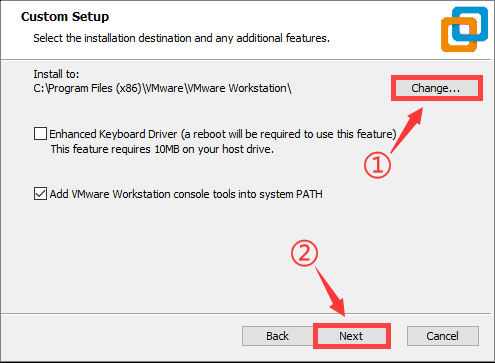 Custom Setup
Select the installation destination and any additional features.
Install to:
C:\Program Files (x86)\VMware\VMware Workstation\
Change...
Enhanced Keyboard Driver (a reboot will be required to use this feature)
This feature requires 10MB on your host drive.
①
Add VMware Workstation console tools into system PATH
②
Back
Next
Cancel